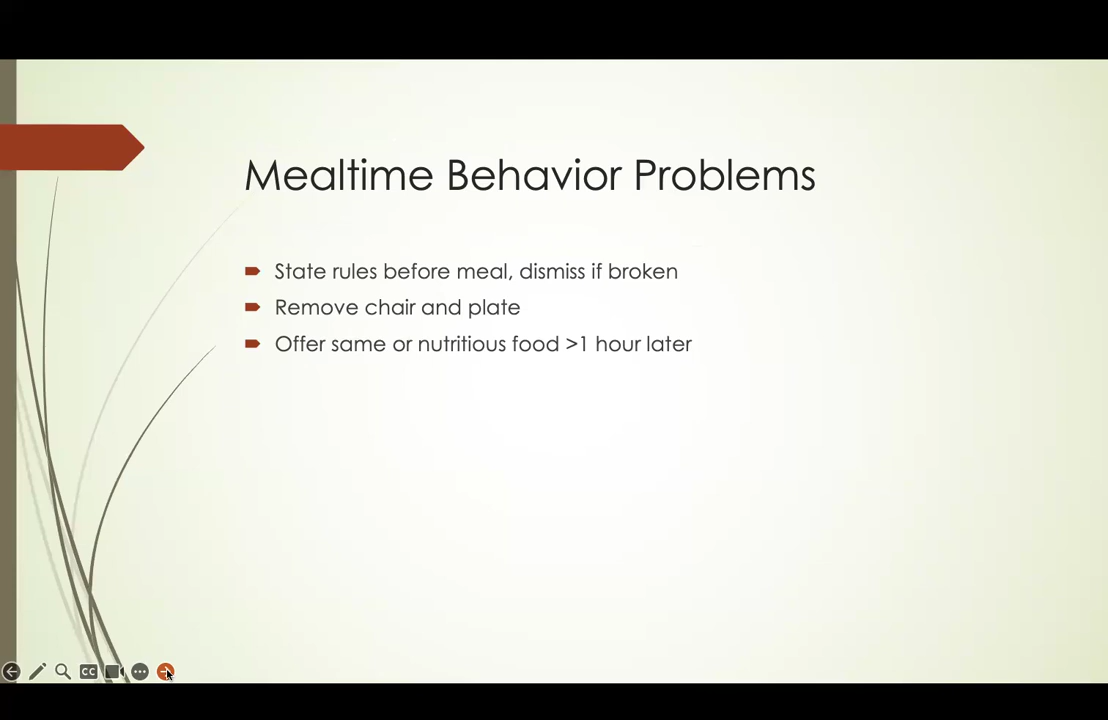 Mealtime Behavior Problems
State rules before meal, dismiss if broken
Remove chair and plate
Offer same or nutritious food >1 hour later
CC